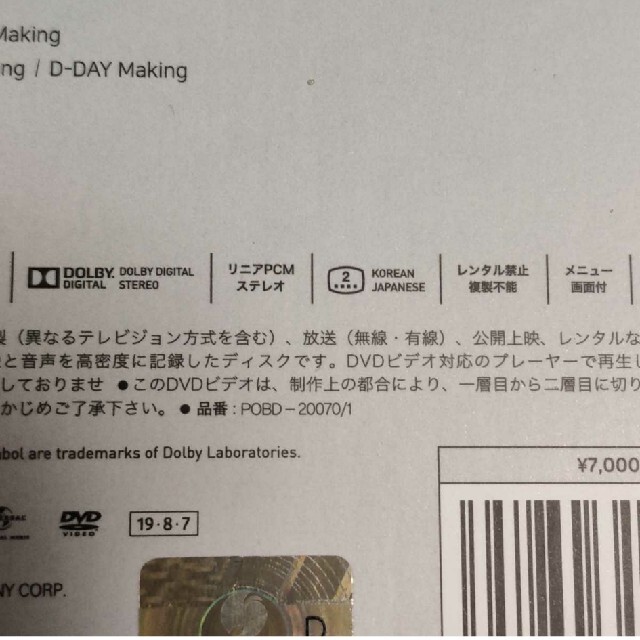 Making
ng / D-DAY Making
DOLBY DIGITAL DOLBY DIGITAL STEREO
リニアPCM ステレオ
2
KOREAN JAPANESE
レンタル禁止 複製不能
メニュー 画面付
製（異なるテレビジョン方式を含む）、放送（無線・有線）、公開上映、レンタルな
と音声を高密度に記録したディスクです。DVDビデオ対応のプレーヤーで再生し
しておりませ ●このDVDビデオは、制作上の都合により、一層目から二層目に切り
かじめご了承下さい。 ● 品番：POBD－20070/1
mbol are trademarks of Dolby Laboratories.
¥7,000
DVD VIDEO
19・8・7
NY CORP.
D